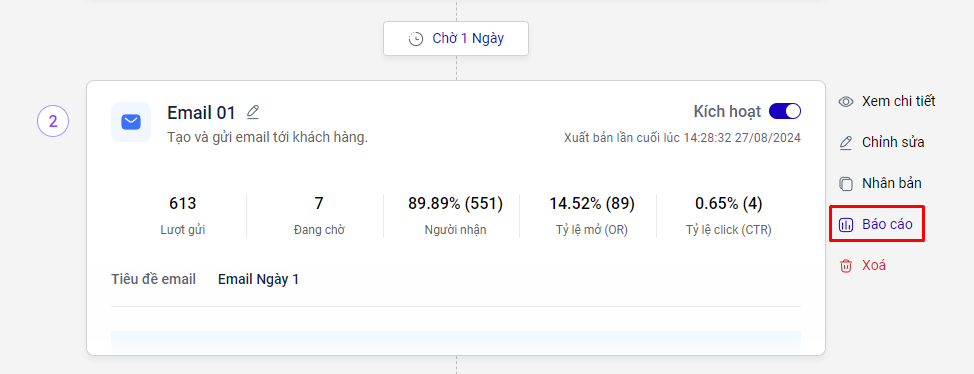 Chờ 1 Ngày
2
Email 01
Tạo và gửi email tới khách hàng.
Kích hoạt
Xuất bản lần cuối lúc 14:28:32 27/08/2024
613
Lượt gửi
7
Đang chờ
89.89% (551)
Người nhận
14.52% (89)
Tỷ lệ mở (OR)
0.65% (4)
Tỷ lệ click (CTR)
Tiêu đề email Email Ngày 1
Xem chi tiết
Chỉnh sửa
Nhân bản
Báo cáo
Xoá